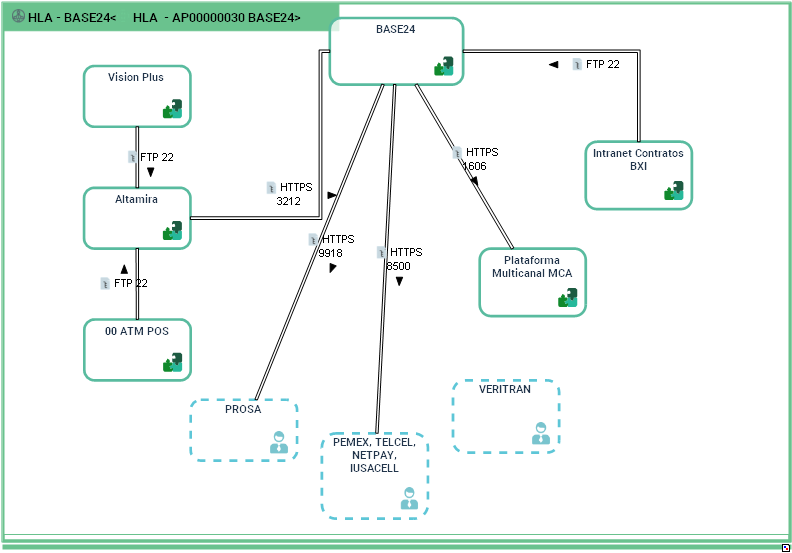 HLA - BASE24< HLA - AP00000030 BASE24>
BASE24
FTP 22
Vision Plus
FTP 22
Intranet Contratos
BXI
HTTPS
1606
Altamira
HTTPS
3212
HTTPS
9918
HTTPS
8500
Plataforma
Multicanal MCA
FTP 22
00 ATM POS
VERITRAN
PROSA
PEMEX, TELCEL,
NETPAY,
IUSACELL